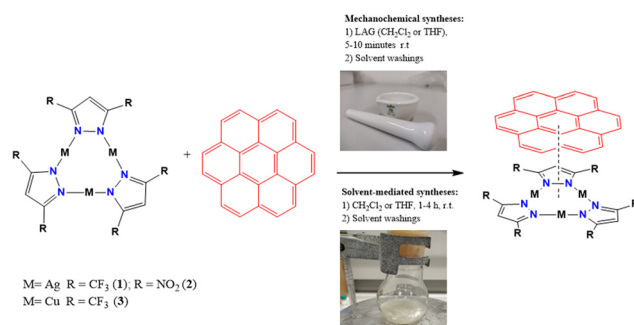 Mechanochemical syntheses:
1) LAG (CH2Cl2 or THF),
5-10 minutes r.t
2) Solvent washings
R
R
N N
M M
R N N R
N M N
R R
+
Solvent-mediated syntheses:
1) CH2Cl2 or THF, 1-4 h, r.t.
2) Solvent washings
R R
N N
R M M R
N N
N M N
R R
M= Ag R = CF3 (1); R = NO2 (2)
M= Cu R = CF3 (3)